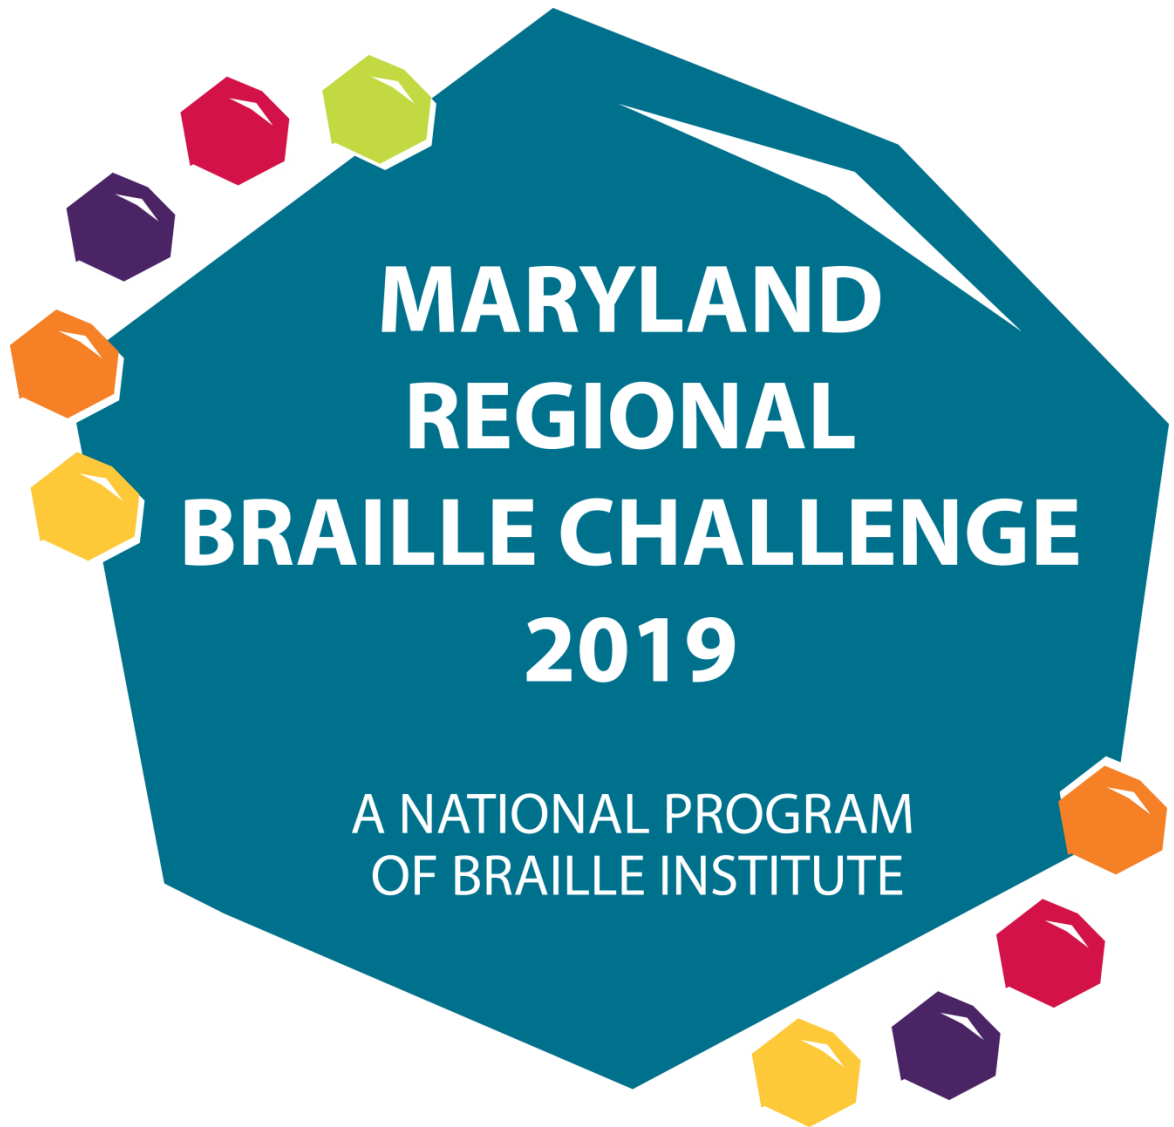 MARYLAND
REGIONAL
BRAILLE CHALLENGE
2019
A NATIONAL PROGRAM
OF BRAILLE INSTITUTE